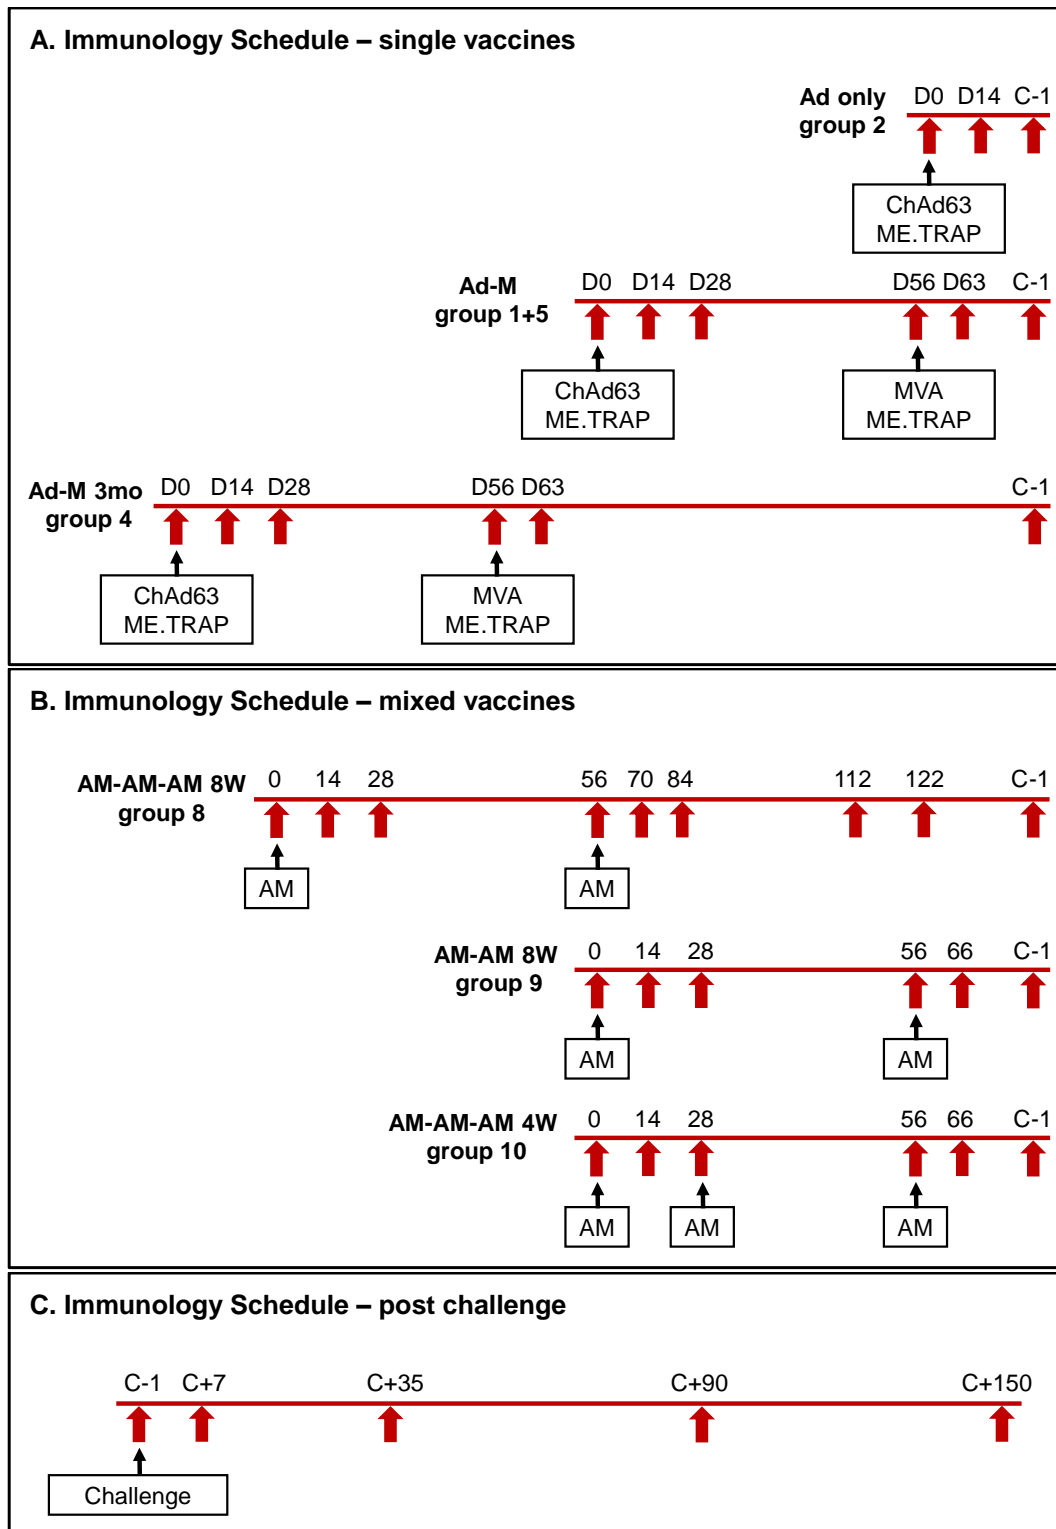 A. Immunology Schedule – single vaccines
Ad only
group 2
D0 D14 C-1
ChAd63
ME.TRAP
Ad-M
group 1+5
D0 D14 D28 D56 D63 C-1
ChAd63
ME.TRAP
MVA
ME.TRAP
Ad-M 3mo
group 4
D0 D14 D28 D56 D63 C-1
ChAd63
ME.TRAP
MVA
ME.TRAP
B. Immunology Schedule – mixed vaccines
AM-AM-AM 8W
group 8
0 14 28 56 70 84 112 122 C-1
AM AM
AM-AM 8W
group 9
0 14 28 56 66 C-1
AM AM
AM-AM-AM 4W
group 10
0 14 28 56 66 C-1
AM AM AM
C. Immunology Schedule – post challenge
C-1 C+7 C+35 C+90 C+150
Challenge